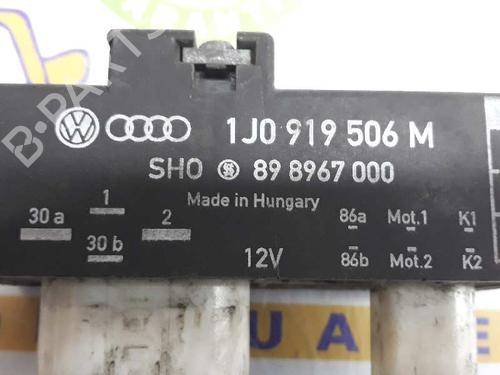 1J0 919 506 M
SHO 89 8967 000
Made in Hungary
30 a 1 2 86a Mot.1 K1
30 b 12V 86b Mot.2 K2
B-PARTS
U A